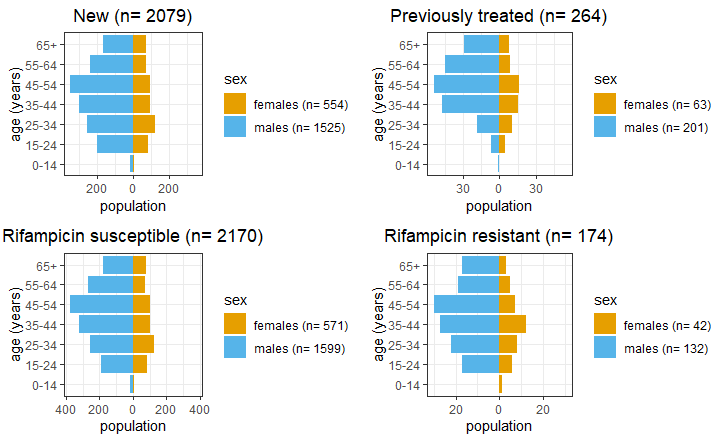 New (n= 2079)
age (years)
65+
55-64
45-54
35-44
25-34
15-24
0-14
200 0 200
population
sex
females (n= 554)
males (n= 1525)
Previously treated (n= 264)
age (years)
65+
55-64
45-54
35-44
25-34
15-24
0-14
30 0 30
population
sex
females (n= 63)
males (n= 201)
Rifampicin susceptible (n= 2170)
age (years)
65+
55-64
45-54
35-44
25-34
15-24
0-14
400 200 0 200 400
population
sex
females (n= 571)
males (n= 1599)
Rifampicin resistant (n= 174)
age (years)
65+
55-64
45-54
35-44
25-34
15-24
0-14
20 0 20
population
sex
females (n= 42)
males (n= 132)